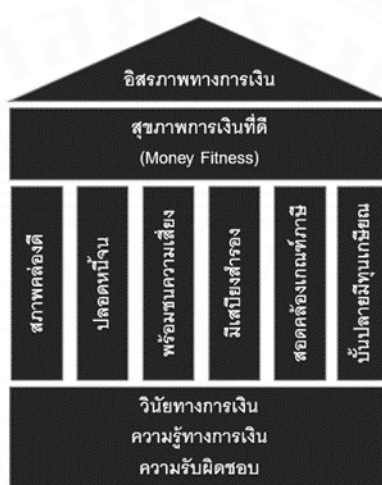 อิสรภาพทางการเงิน
สุขภาพการเงินที่ดี
(Money Fitness)
สภาพคล่องดี
ปลอดหนี้จน
พร้อมชนความเสี่ยง
มีเสบียงสำรอง
สอดคล้องเกณฑ์ภาษี
บั้นปลายมีทุนเกษียณ
วินัยทางการเงิน
ความรู้ทางการเงิน
ความรับผิดชอบ